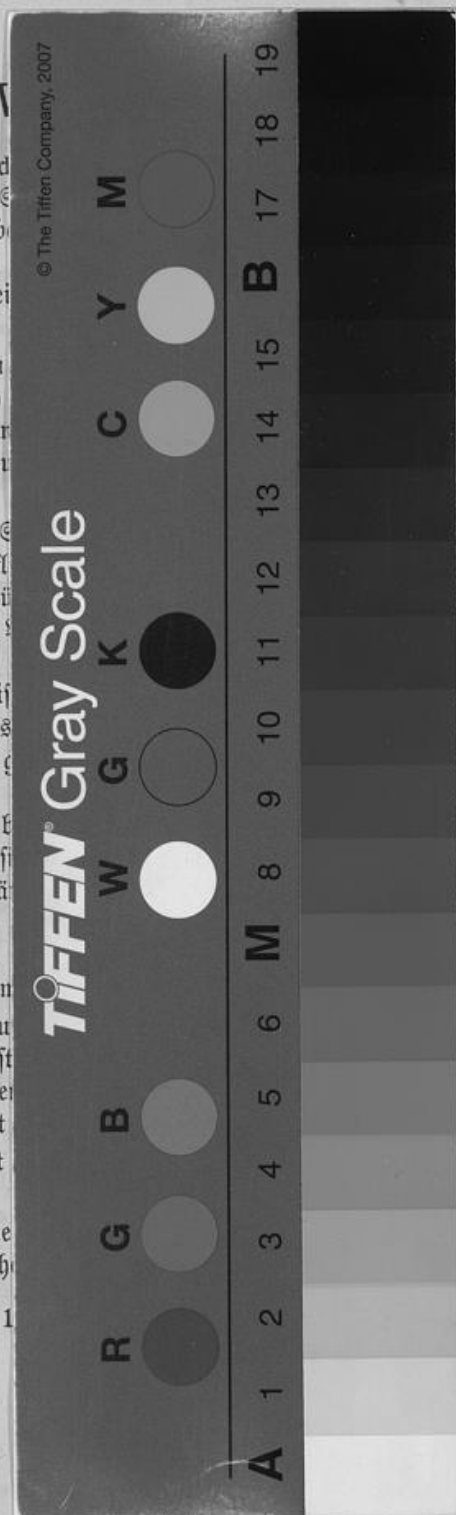 TIFFEN® Gray Scale
© The Tiffen Company, 2007
R G B W G K C Y M
A 1 2 3 4 5 6 M 8 9 10 11 12 13 14 15 B 17 18 19